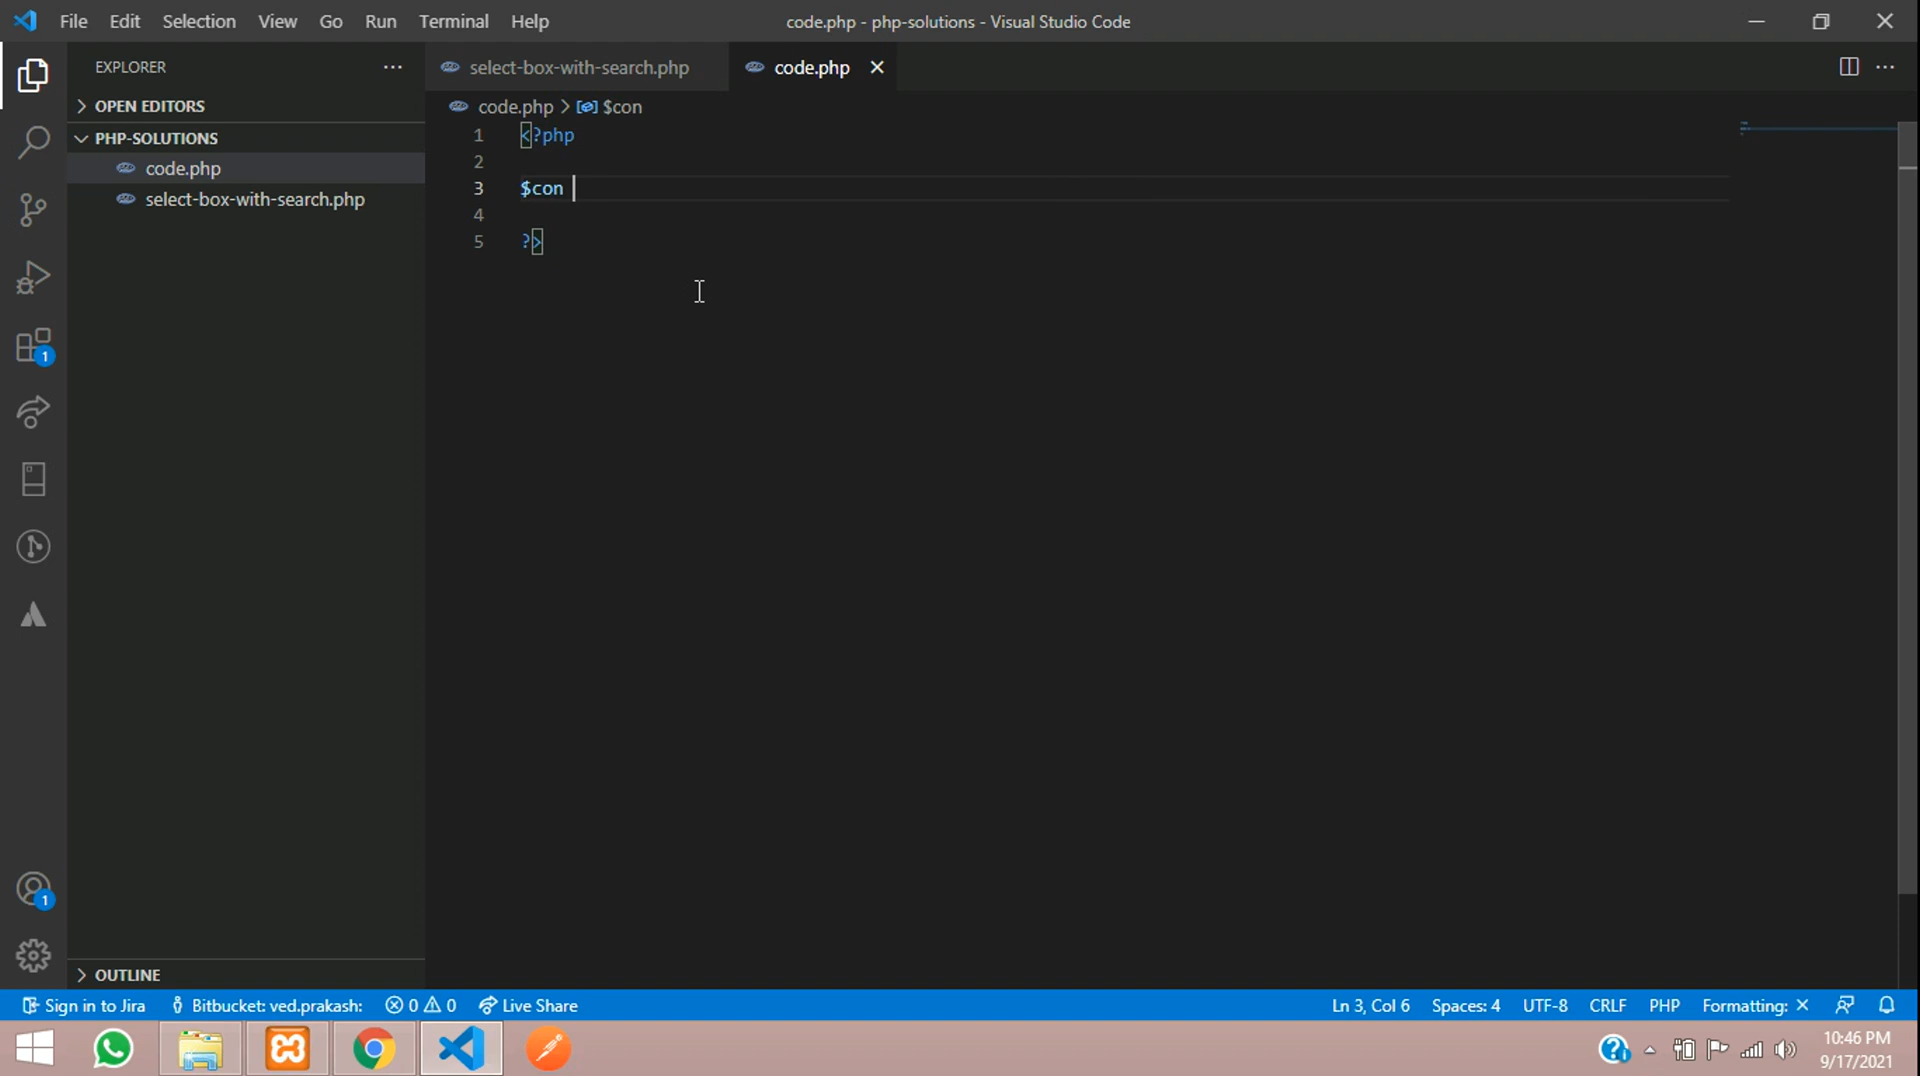 File Edit Selection View Go Run Terminal Help
code.php - php-solutions - Visual Studio Code
EXPLORER
select-box-with-search.php
code.php
OPEN EDITORS
code.php > $con
PHP-SOLUTIONS
code.php
select-box-with-search.php
1 <?php
2
3 $con
4
5 ?>
1
1
OUTLINE
Sign in to Jira Bitbucket: ved.prakash: 0 0 Live Share Ln 3, Col 6 Spaces: 4 UTF-8 CRLF PHP Formatting: ×
10:46 PM
9/17/2021